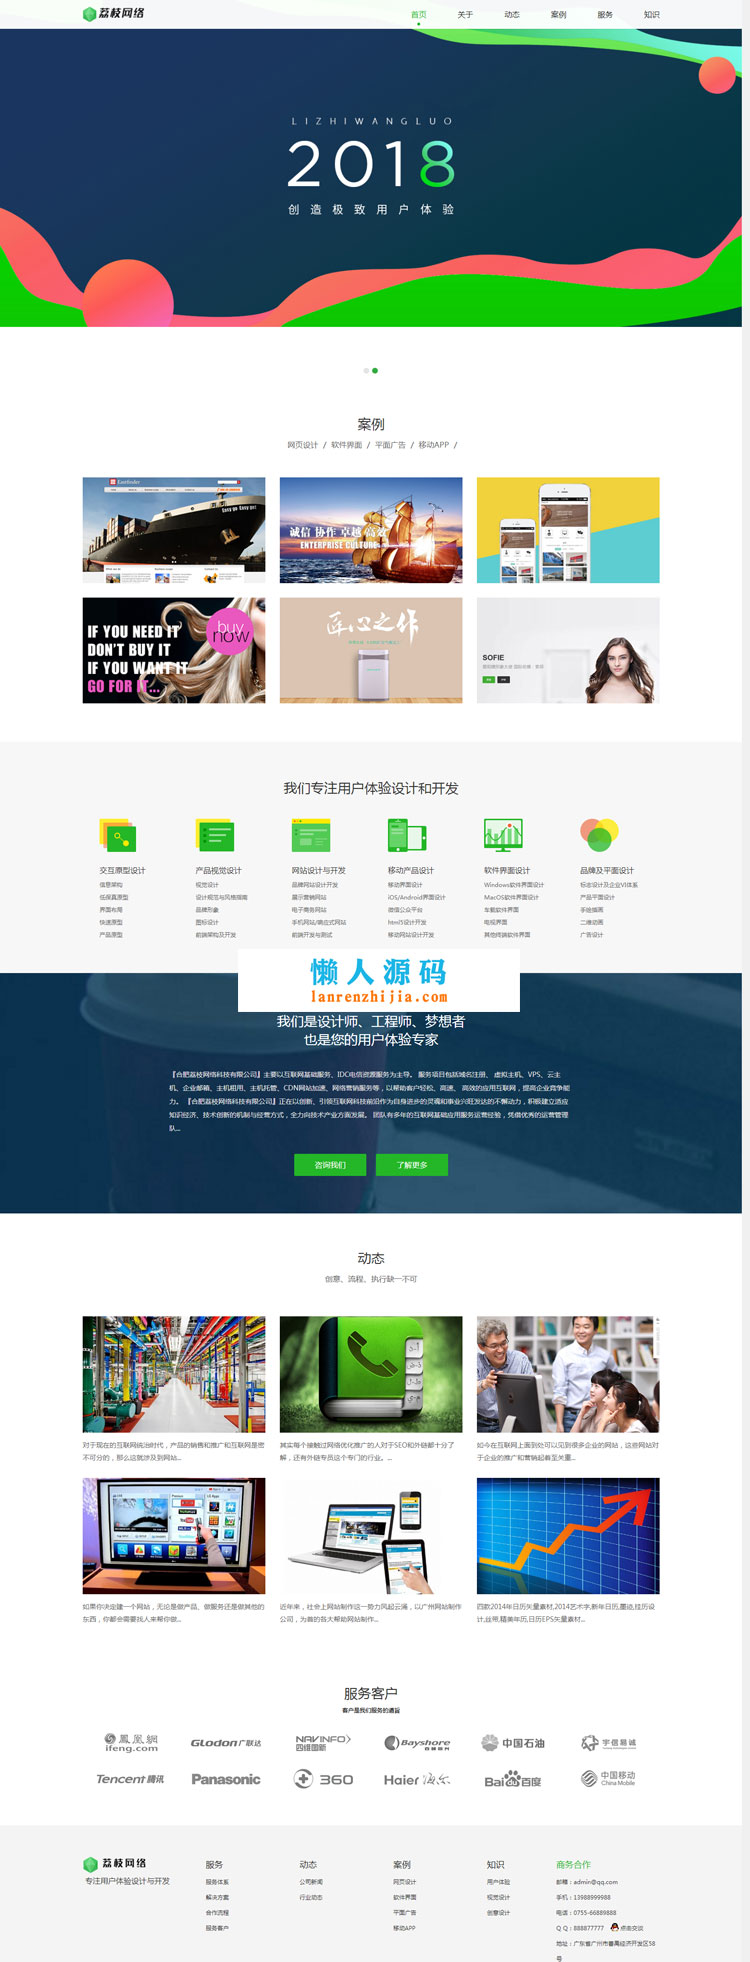 荔枝网络
首页 关于 动态 案例 服务 知识
LIZHIWANGLUO
2018
创造极致用户体验
案例
网页设计 / 软件界面 / 平面广告 / 移动APP /
Eastfinder
Easy go Easy get
诚信 协作 卓越 高效
ENTERPRISE CULTURE
IF YOU NEED IT
DON'T BUY IT
IF YOU WANT IT
GO FOR IT...
buy
now
匠心之作
SOFIE
我们专注用户体验设计和开发
交互原型设计
信息架构
低保真原型
界面布局
快速原型
产品原型
产品视觉设计
视觉设计
设计规范与风格指南
品牌形象
图标设计
前端架构及开发
网站设计与开发
品牌网站设计开发
展示营销网站
电子商务网站
手机网站/响应式网站
前端开发与测试
移动产品设计
移动界面设计
iOS/Android界面设计
微信公众平台
html5设计开发
移动网站设计开发
软件界面设计
Windows软件界面设计
MacOS软件界面设计
车载软件界面
电视界面
其他终端软件界面
品牌及平面设计
标志设计及企业VI体系
产品平面设计
手绘插画
二维动画
广告设计
懒人源码
lanrenzhijia.com
我们是设计师、工程师、梦想者
也是您的用户体验专家
『合肥荔枝网络科技有限公司』主要以互联网基础服务、IDC电信资源服务为主导。 服务项目包括域名注册、虚拟主机、VPS、云主
机、企业邮箱、主机租用、主机托管、CDN网站加速、网络营销服务等，以帮助客户轻松、高速、 高效的应用互联网，提高企业竞争能
力。 『合肥荔枝网络科技有限公司』正在以创新、引领互联网科技前沿作为自身进步的灵魂和事业兴旺发达的不懈动力，积极建立适应
知识经济、技术创新的机制与经营方式，全力向技术产业方面发展。 团队有多年的互联网基础应用服务运营经验，凭借优秀的运营管理
队...
咨询我们 了解更多
动态
创意、流程、执行缺一不可
对于现在的互联网统治时代，产品的销售和推广和互联网是密
不可分的，那么这就涉及到网站...
其实每个接触过网络优化推广的人对于SEO和外链都十分了
解，还有外链专员这个专门的行业。...
如今在互联网上面到处可以见到很多企业的网站，这些网站对
于企业的推广和营销起着至关重...
如果你决定建一个网站，无论是做产品、做服务还是做其他的
东西，你都会需要找人来帮你做...
近年来，社会上网站制作这一势力风起云涌，以广州网站制作
公司，为首的各大帮助网站制作...
四款2014年日历矢量素材,2014艺术字,新年日历,墨迹,挂历设
计,丝带,精美年历,日历EPS矢量素材...
服务客户
客户是我们服务的遵旨
鳳凰網
ifeng.com
GLODON 广联达
NAVINFO
四维图新
Bayshore
中国石油
宇信易诚
Tencent 腾讯
Panasonic
360
Haier 海尔
Bai du 百度
中国移动
China Mobile
荔枝网络
专注用户体验设计与开发
服务
服务体系
解决方案
合作流程
服务客户
动态
公司新闻
行业动态
案例
网页设计
软件界面
平面广告
移动APP
知识
用户体验
视觉设计
创意设计
商务合作
邮箱：admin@qq.com
手机：13988999988
电话：0755-66889888
Q Q：888877777 点击交谈
地址：广东省广州市番禺经济开发区58
号